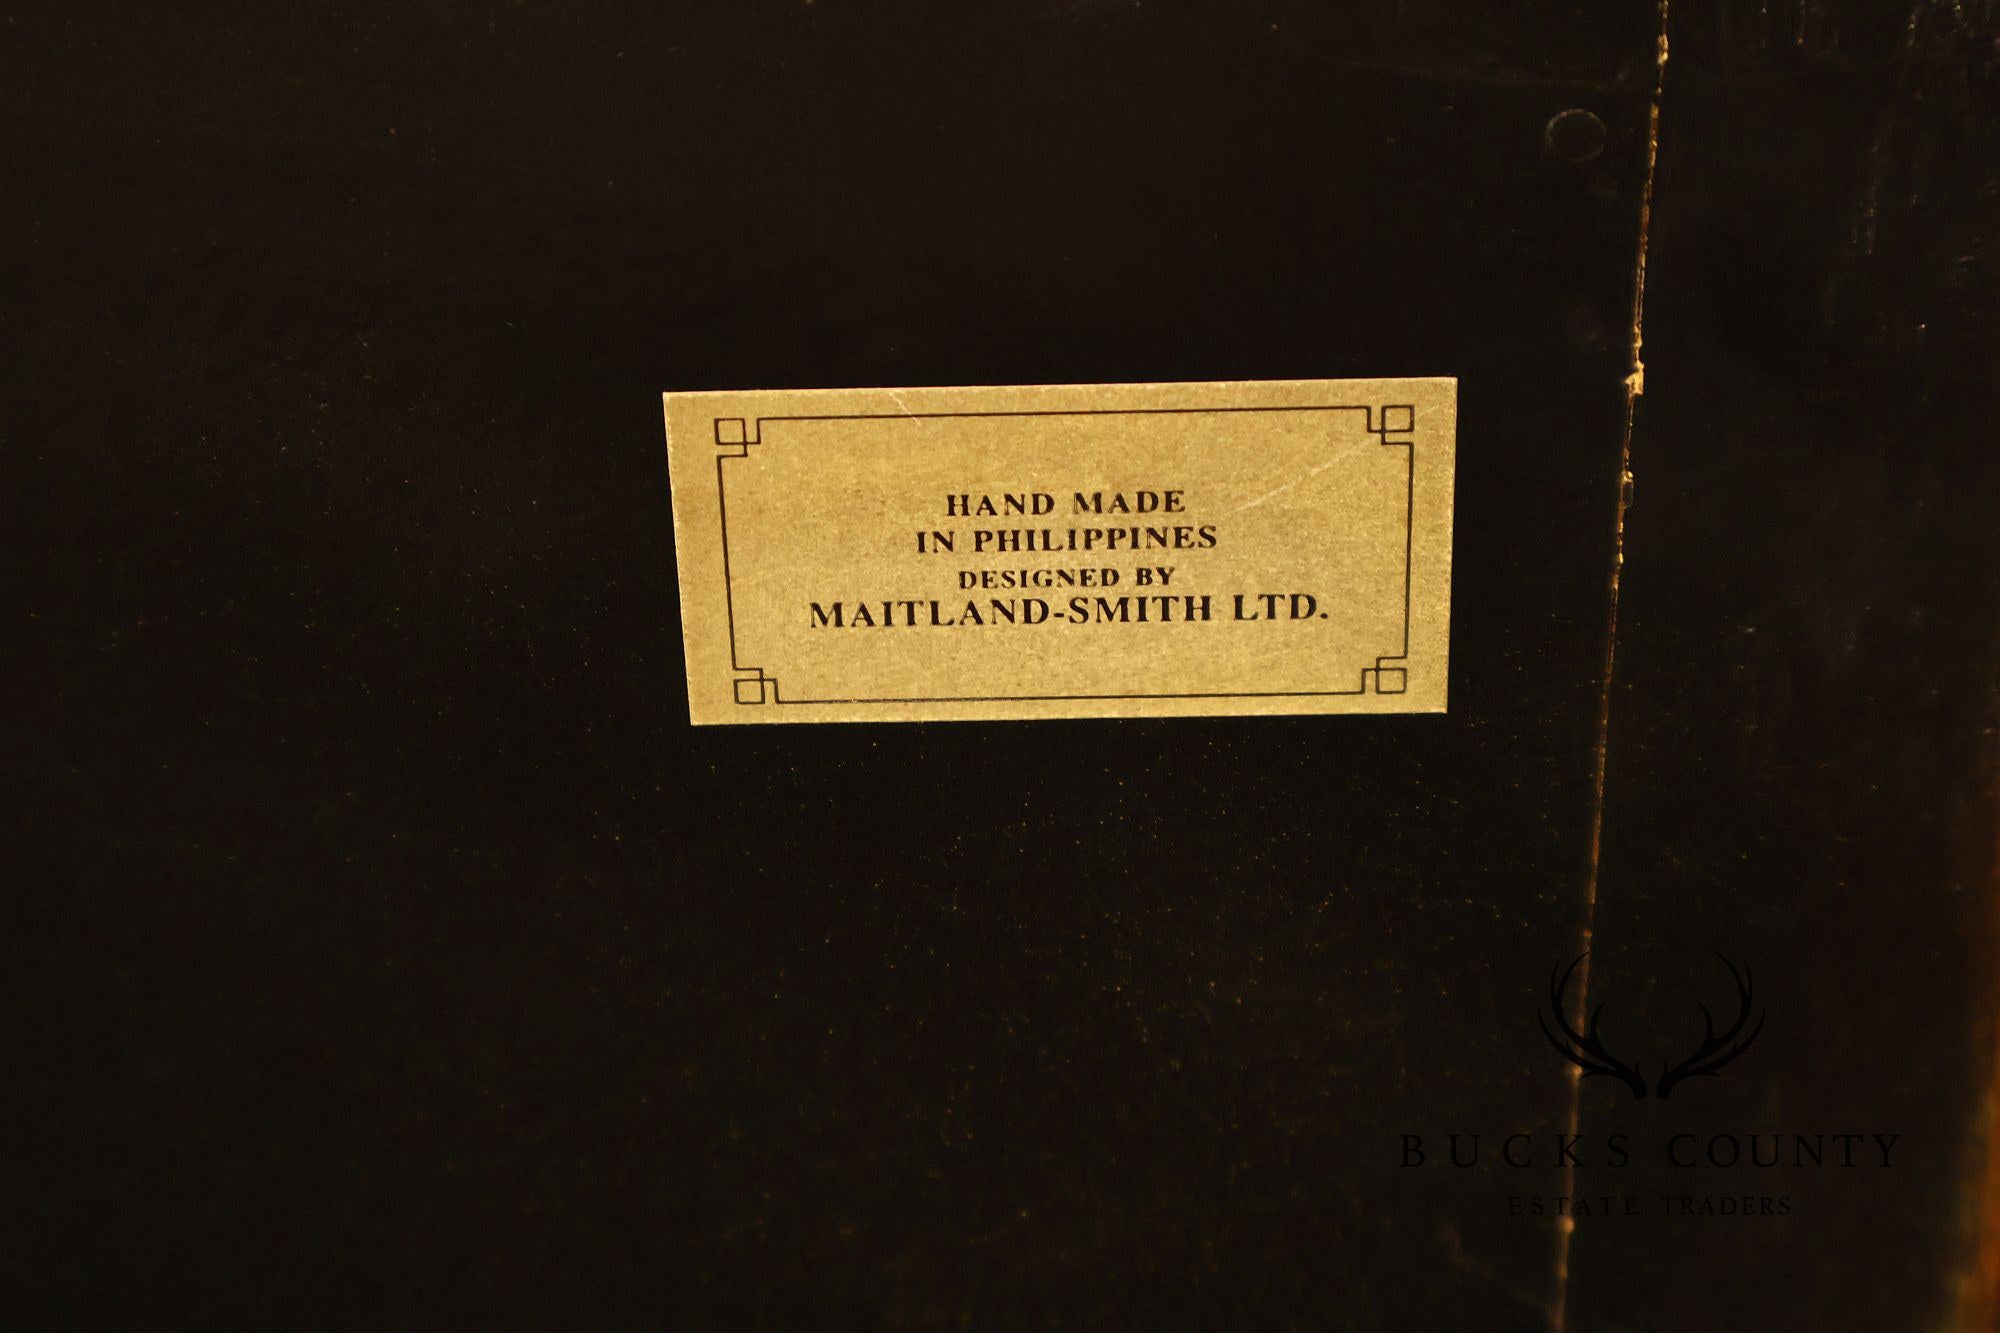 HAND MADE
IN PHILIPPINES
DESIGNED BY
MAITLAND-SMITH LTD.
BUCKS COUNTY
ESTATE TRADERS